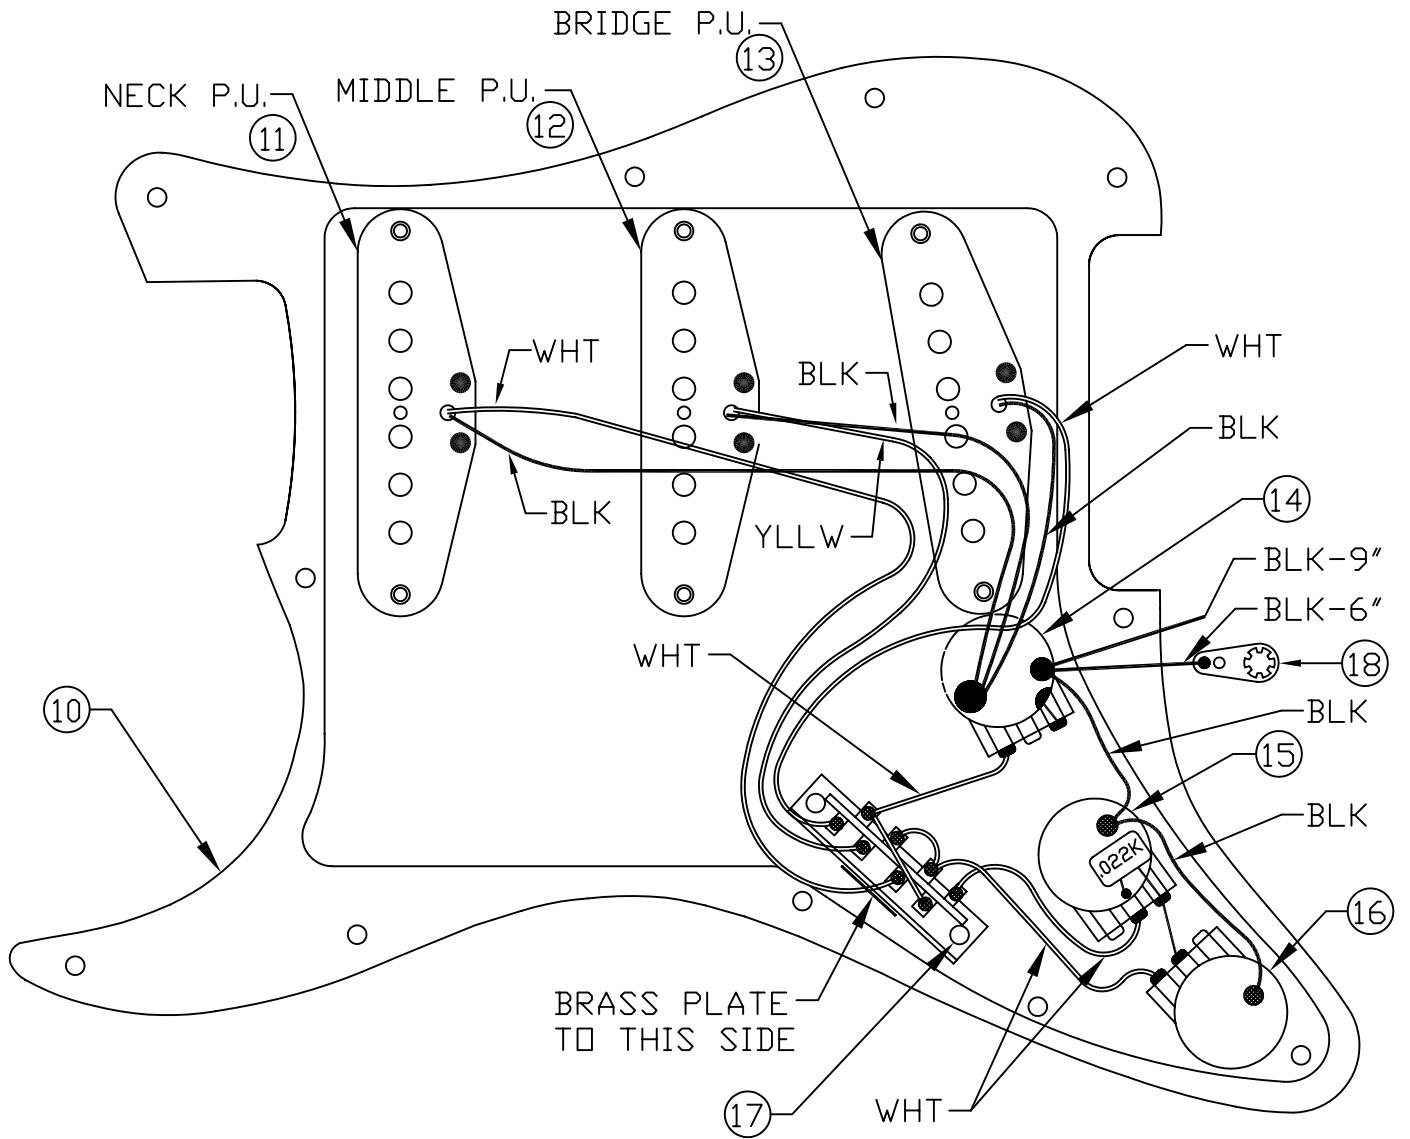 BRIDGE P.U.
13
NECK P.U.
11
MIDDLE P.U.
12
WHT
BLK
WHT
BLK
BLK
YLLW
14
BLK-9"
BLK-6"
18
WHT
10
BLK
15
BLK
.022K
16
BRASS PLATE
TO THIS SIDE
17
WHT